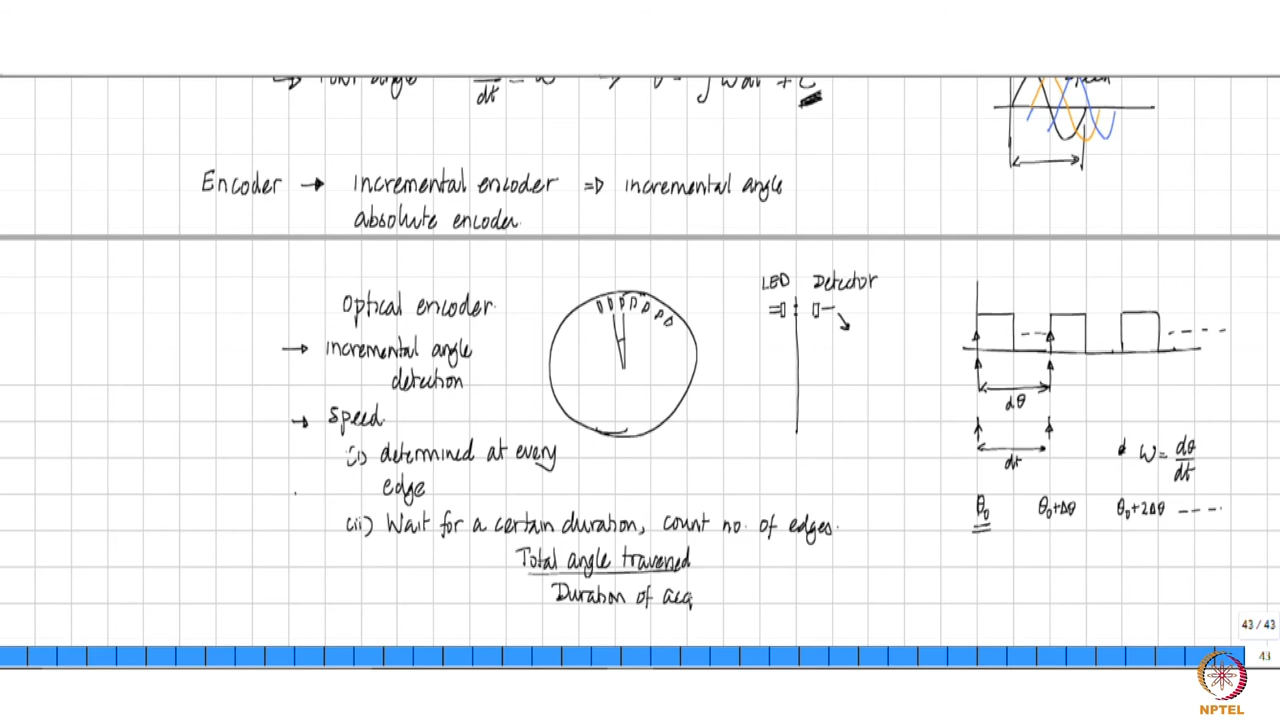 Encoder → incremental encoder ⇒ incremental angle
absolute encoder.
Optical encoder.
→ incremental angle
detection
→ Speed
(i) determined at every
edge
(ii) Wait for a certain duration, count no. of edges.
Total angle traversed
Duration of acq
LED Detector
dθ
dt
ω = dθ/dt
θ₀ θ₀+Δθ θ₀+2Δθ ----
43 / 43
43
NPTEL